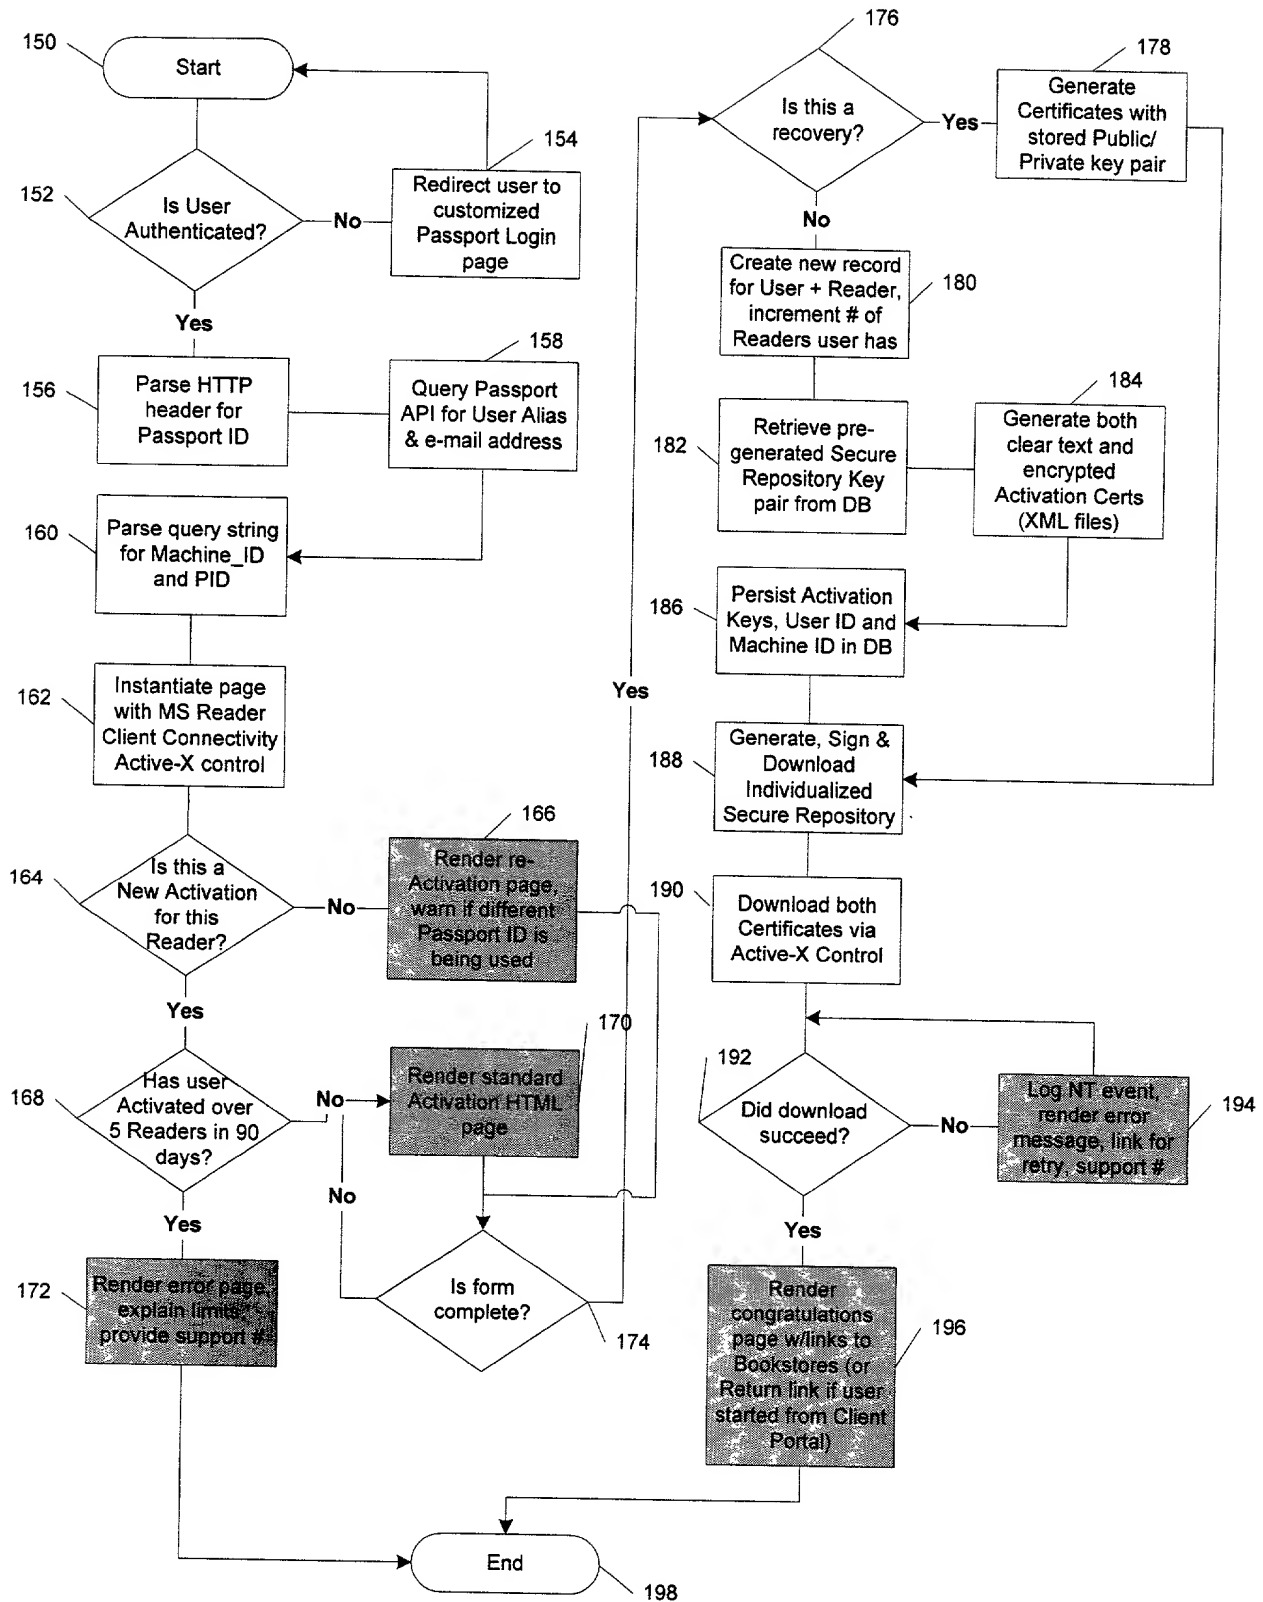 150
Start
152
Is User
Authenticated?
No
154
Redirect user to
customized
Passport Login
page
Yes
156
Parse HTTP
header for
Passport ID
158
Query Passport
API for User Alias
& e-mail address
160
Parse query string
for Machine_ID
and PID
162
Instantiate page
with MS Reader
Client Connectivity
Active-X control
164
Is this a
New Activation
for this
Reader?
No
166
Render re-
Activation page,
warn if different
Passport ID is
being used
Yes
168
Has user
Activated over
5 Readers in 90
days?
No
170
Render standard
Activation HTML
page
No
Yes
172
Render error page,
explain limits,
provide support #
Is form
complete?
174
Yes
176
Is this a
recovery?
Yes
178
Generate
Certificates with
stored Public/
Private key pair
No
180
Create new record
for User + Reader,
increment # of
Readers user has
182
Retrieve pre-
generated Secure
Repository Key
pair from DB
184
Generate both
clear text and
encrypted
Activation Certs
(XML files)
186
Persist Activation
Keys, User ID and
Machine ID in DB
188
Generate, Sign &
Download
Individualized
Secure Repository
190
Download both
Certificates via
Active-X Control
192
Did download
succeed?
No
194
Log NT event,
render error
message, link for
retry, support #
Yes
196
Render
congratulations
page w/links to
Bookstores (or
Return link if user
started from Client
Portal)
End
198